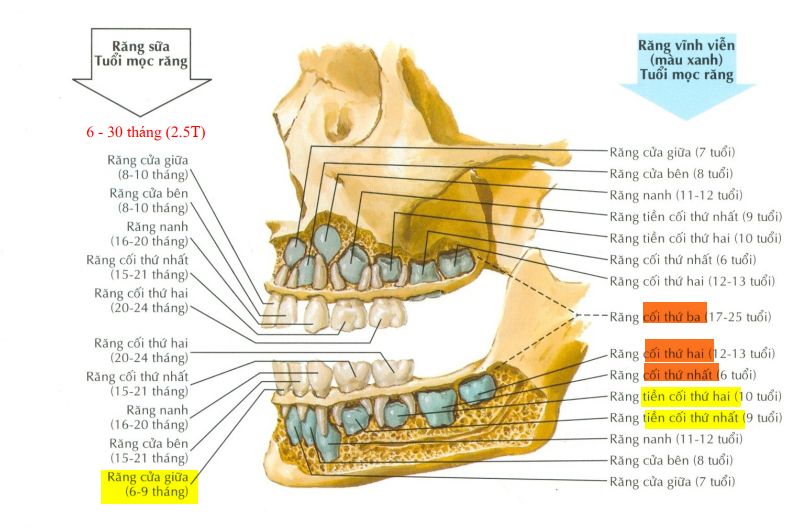 Răng sữa
Tuổi mọc răng
6 - 30 tháng (2.5T)
Răng cửa giữa
(8-10 tháng)
Răng cửa bên
(8-10 tháng)
Răng nanh
(16-20 tháng)
Răng cối thứ nhất
(15-21 tháng)
Răng cối thứ hai
(20-24 tháng)
Răng cối thứ hai
(20-24 tháng)
Răng cối thứ nhất
(15-21 tháng)
Răng nanh
(16-20 tháng)
Răng cửa bên
(15-21 tháng)
Răng cửa giữa
(6-9 tháng)
Răng vĩnh viễn
(màu xanh)
Tuổi mọc răng
Răng cửa giữa (7 tuổi)
Răng cửa bên (8 tuổi)
Răng nanh (11-12 tuổi)
Răng tiền cối thứ nhất (9 tuổi)
Răng tiền cối thứ hai (10 tuổi)
Răng cối thứ nhất (6 tuổi)
Răng cối thứ hai (12-13 tuổi)
Răng cối thứ ba (17-25 tuổi)
Răng cối thứ hai (12-13 tuổi)
Răng cối thứ nhất (6 tuổi)
Răng tiền cối thứ hai (10 tuổi)
Răng tiền cối thứ nhất (9 tuổi)
Răng nanh (11-12 tuổi)
Răng cửa bên (8 tuổi)
Răng cửa giữa (7 tuổi)